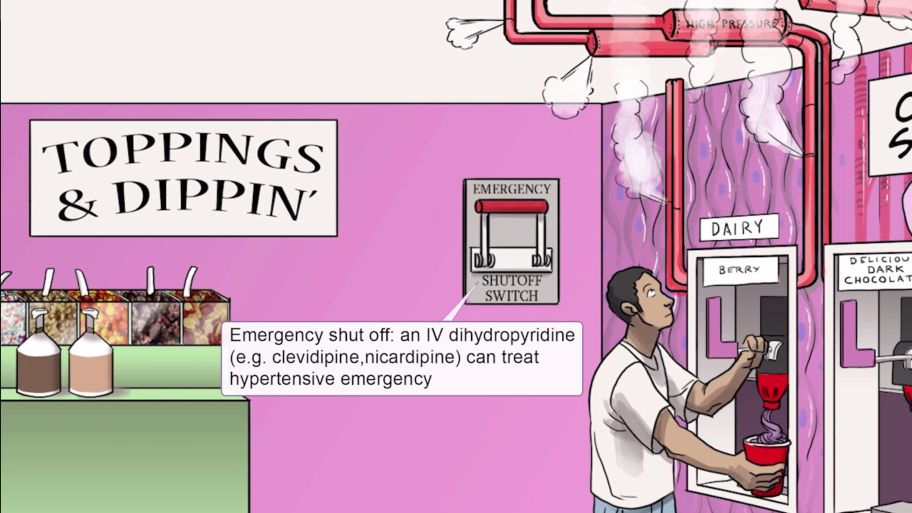 HIGH PRESSURE
TOPPINGS
& DIPPIN'
EMERGENCY
SHUTOFF
SWITCH
DAIRY
BERRY
DELICIOUS
DARK
Emergency shut off: an IV dihydropyridine
(e.g. clevidipine,nicardipine) can treat
hypertensive emergency